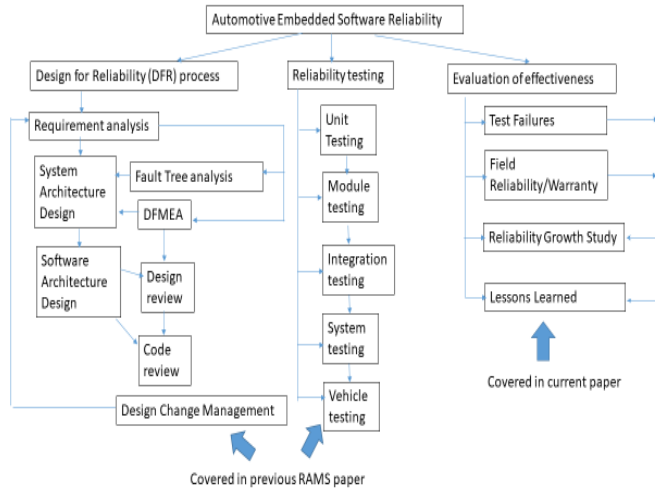 Automotive Embedded Software Reliability
Design for Reliability (DFR) process
Requirement analysis
System
Architecture
Design
Fault Tree analysis
DFMEA
Software
Architecture
Design
Design
review
Code
review
Design Change Management
Reliability testing
Unit
Testing
Module
testing
Integration
testing
System
testing
Vehicle
testing
Covered in previous RAMS paper
Evaluation of effectiveness
Test Failures
Field
Reliability/Warranty
Reliability Growth Study
Lessons Learned
Covered in current paper